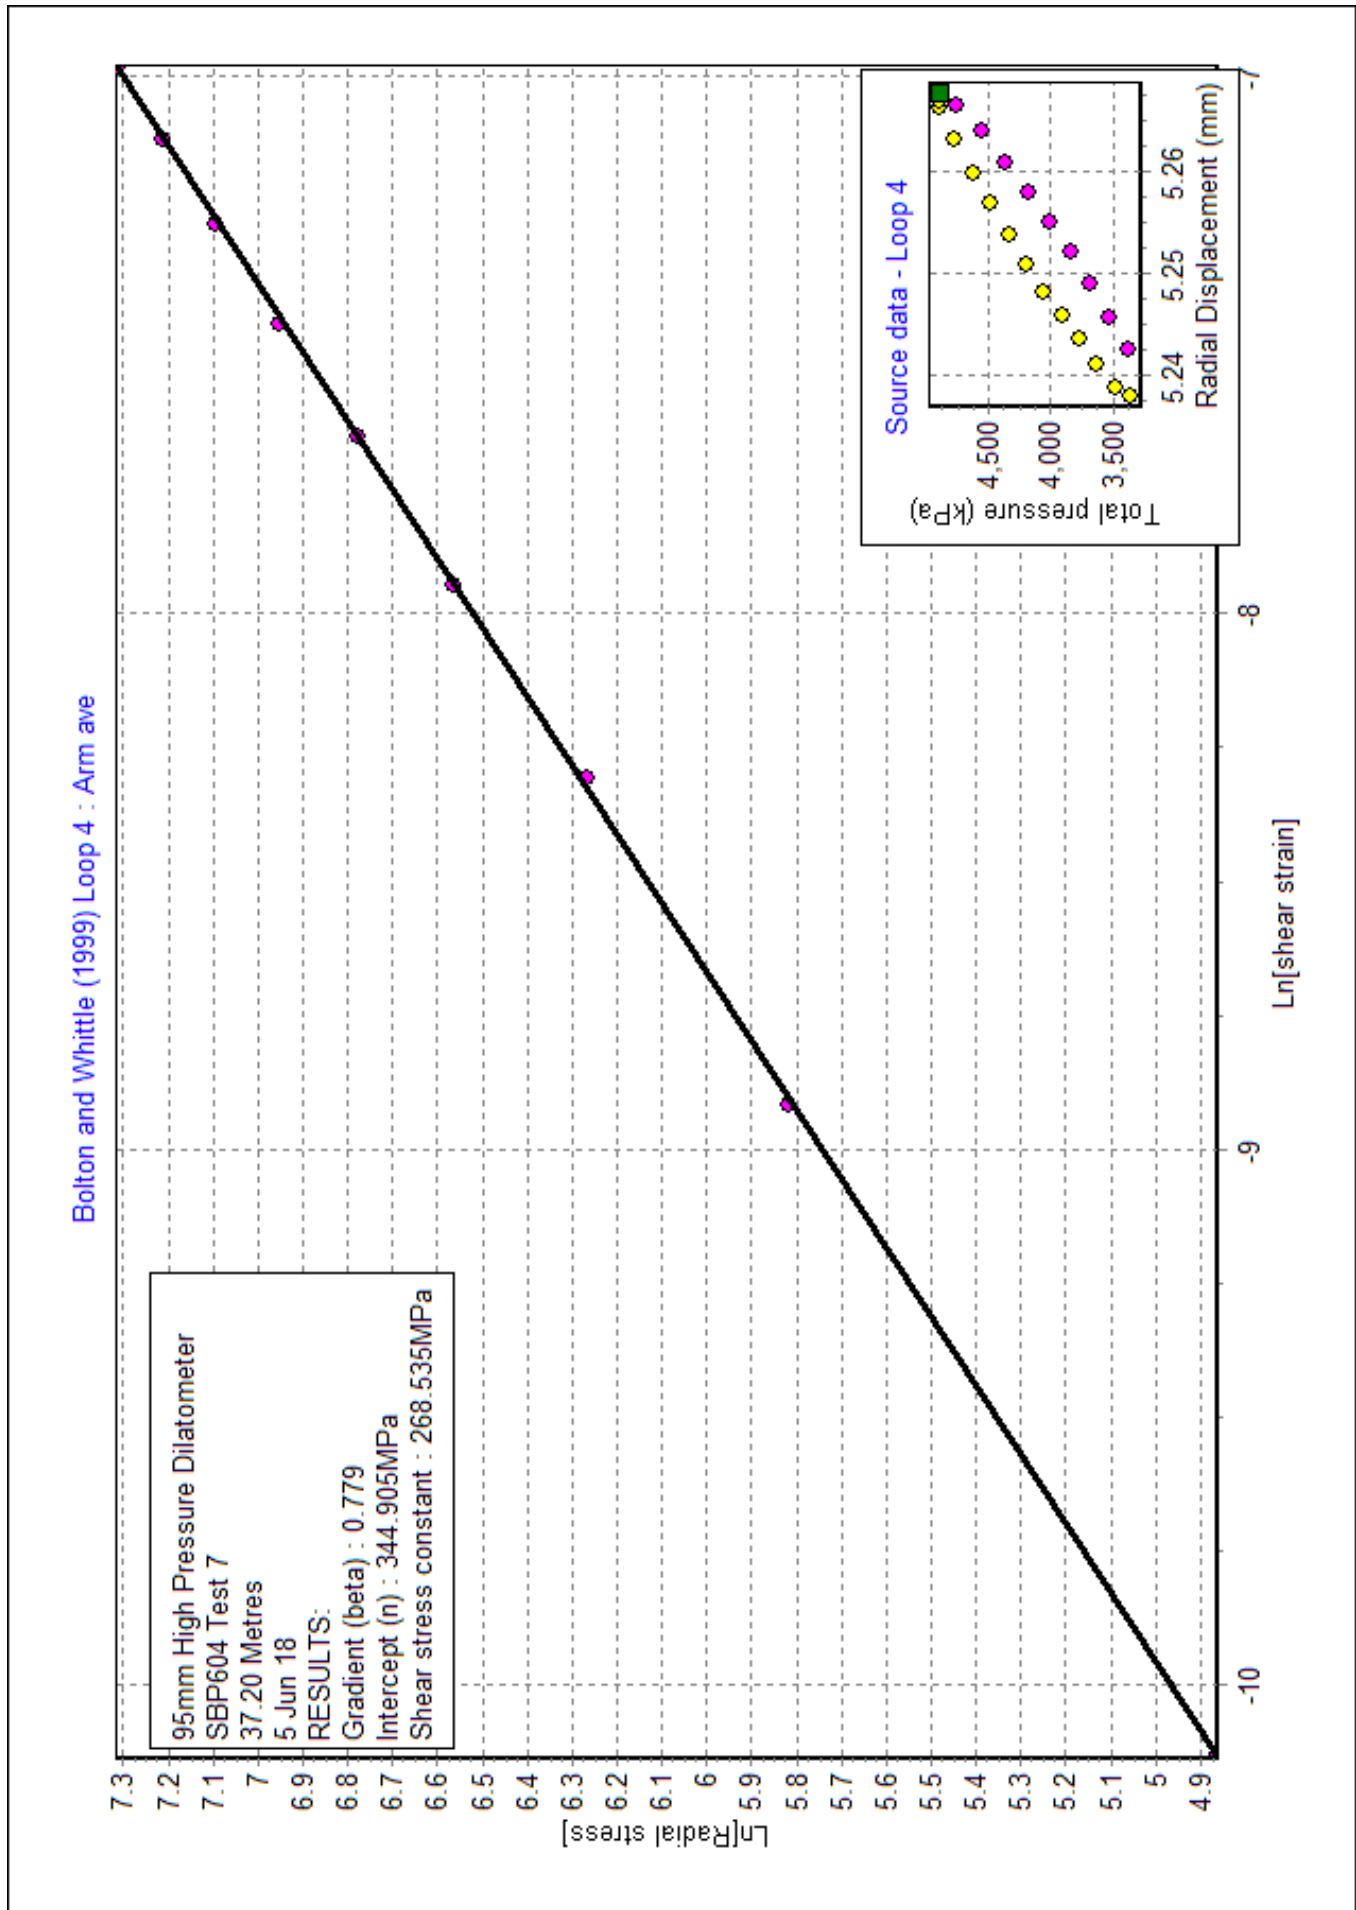 Bolton and Whittle (1999) Loop 4 : Arm ave
95mm High Pressure Dilatometer
SBP604 Test 7
37.20 Metres
5 Jun 18
RESULTS:
Gradient (beta) : 0.779
Intercept (n) : 344.905MPa
Shear stress constant : 268.535MPa
Ln[Radial stress]
7.3
7.2
7.1
7
6.9
6.8
6.7
6.6
6.5
6.4
6.3
6.2
6.1
6
5.9
5.8
5.7
5.6
5.5
5.4
5.3
5.2
5.1
5
4.9
-10
-9
-8
-7
Ln[shear strain]
Source data - Loop 4
Total pressure (kPa)
4,500
4,000
3,500
5.24
5.25
5.26
Radial Displacement (mm)